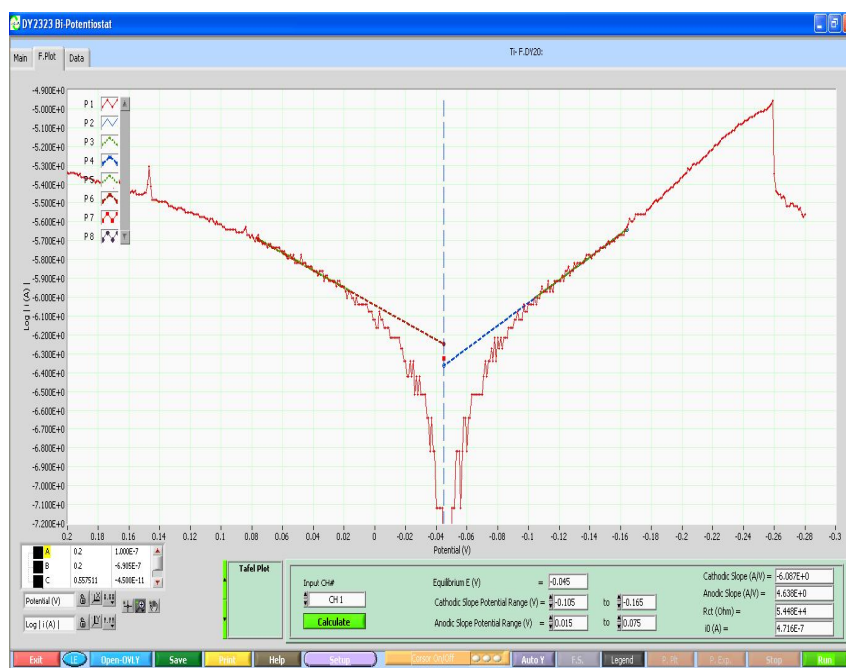 DY2323 Bi-Potentiostat
Main F.Plot Data
Ti- F.DY20:
-4.900E+0
-5.000E+0
-5.100E+0
-5.200E+0
-5.300E+0
-5.400E+0
-5.500E+0
-5.600E+0
-5.700E+0
-5.800E+0
-5.900E+0
-6.000E+0
-6.100E+0
-6.200E+0
-6.300E+0
-6.400E+0
-6.500E+0
-6.600E+0
-6.700E+0
-6.800E+0
-6.900E+0
-7.000E+0
-7.100E+0
-7.200E+0
Log | i(A) |
P 1
P 2
P 3
P 4
P 5
P 6
P 7
P 8
0.2 0.18 0.16 0.14 0.12 0.1 0.08 0.06 0.04 0.02 0 -0.02 -0.04 -0.06 -0.08 -0.1 -0.12 -0.14 -0.16 -0.18 -0.2 -0.22 -0.24 -0.26 -0.28 -0.3
Potential (V)
A 0.2 1.000E-7
B 0.2 -6.905E-7
C 0.557511 -4.500E-11
Potential (V)
Log | i(A) |
Tafel Plot
Input CH#
CH 1
Calculate
Equilibrium E (V) = -0.045
Cathodic Slope Potential Range (V) = -0.105 to -0.165
Anodic Slope Potential Range (V) = 0.015 to 0.075
Cathodic Slope (A/V) = -6.087E+0
Anodic Slope (A/V) = 4.638E+0
Rct (Ohm) = 5.448E+4
i0 (A) = 4.716E-7
Exit LE Open-OVLY Save Print Help Setup Cursor On/Off Auto Y F.S. Legend R. Plt R. Exp. Stop Run